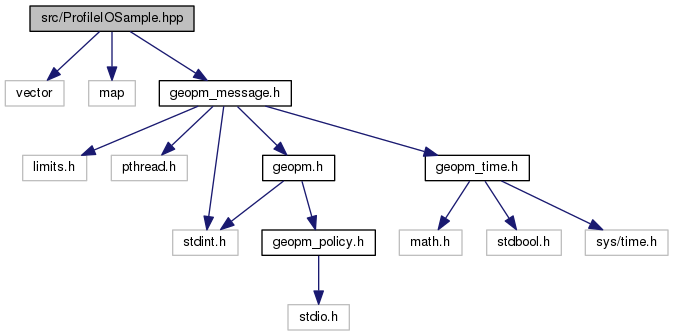 src/ProfileIOSample.hpp
vector
map
geopm_message.h
limits.h
pthread.h
geopm.h
geopm_time.h
stdint.h
geopm_policy.h
math.h
stdbool.h
sys/time.h
stdio.h